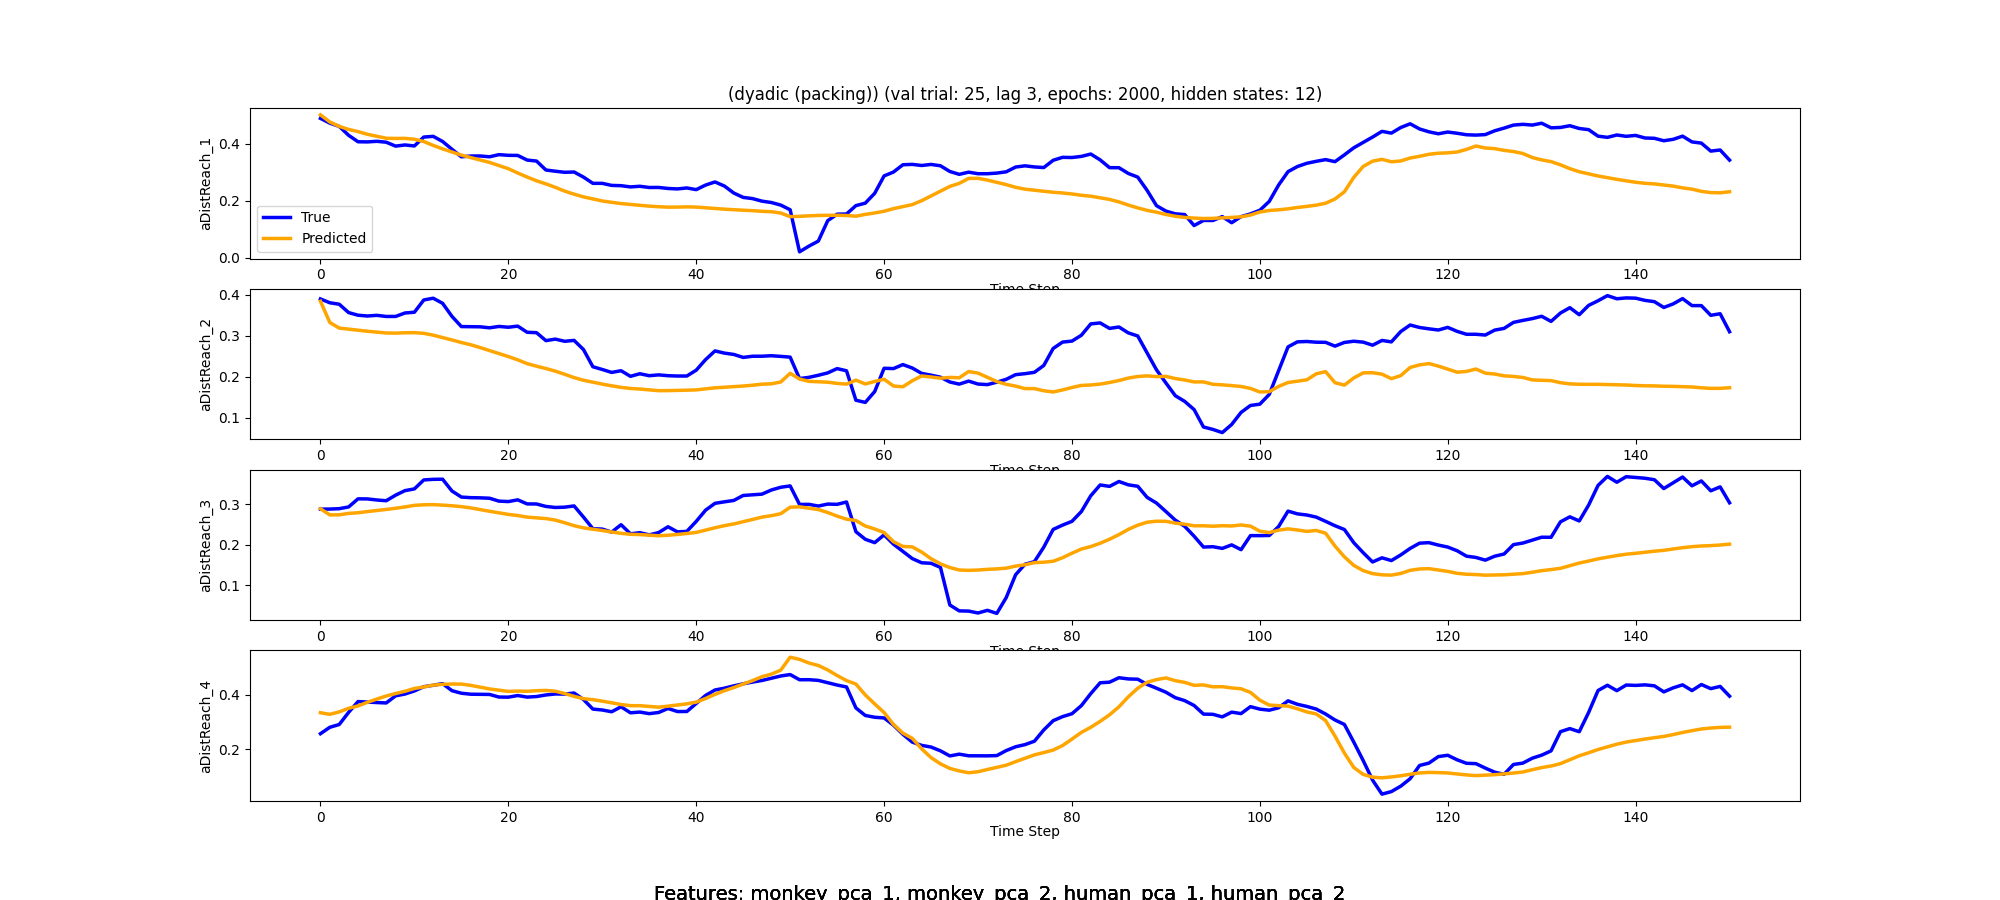 (dyadic (packing)) (val trial: 25, lag 3, epochs: 2000, hidden states: 12)
aDistReach_1
0.4
0.2
0.0
True
Predicted
0 20 40 60 80 100 120 140
Time Step
aDistReach_2
0.4
0.3
0.2
0.1
0 20 40 60 80 100 120 140
Time Step
aDistReach_3
0.3
0.2
0.1
0 20 40 60 80 100 120 140
Time Step
aDistReach_4
0.4
0.2
0 20 40 60 80 100 120 140
Time Step
Features: monkey_pca_1, monkey_pca_2, human_pca_1, human_pca_2